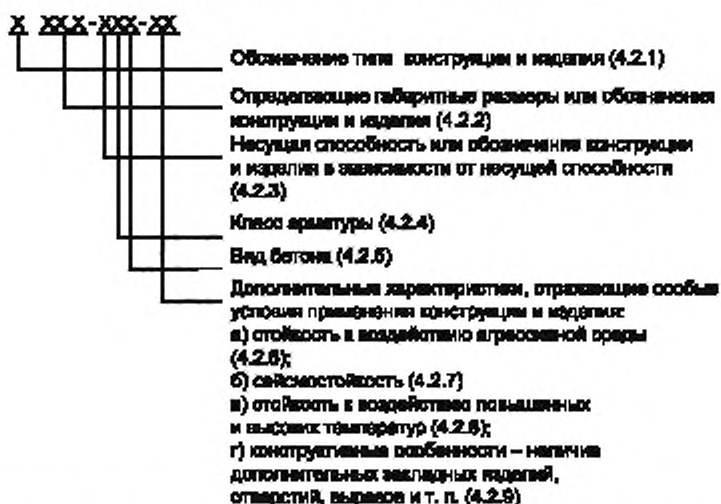 Х ХХХ-ХХХ-ХХ
Обозначение типа конструкции и изделия (4.2.1)
Определяющие габаритные размеры или обозначения
конструкции и изделия (4.2.2)
Несущая способность или обозначение конструкции
и изделия в зависимости от несущей способности
(4.2.3)
Класс арматуры (4.2.4)
Вид бетона (4.2.5)
Дополнительные характеристики, отражающие особые
условия применения конструкции и изделия:
а) стойкость к воздействию агрессивной среды
(4.2.6);
б) сейсмостойкость (4.2.7)
в) стойкость к воздействию повышенных
и высоких температур (4.2.8);
г) конструктивные особенности – наличие
дополнительных закладных изделий,
отверстий, вырезов и т. п. (4.2.9)